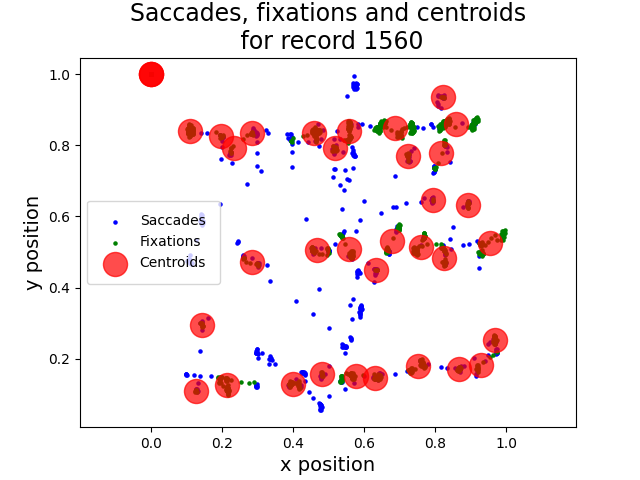 Saccades, fixations and centroids
for record 1560
y position
1.0
0.8
0.6
0.4
0.2
Saccades
Fixations
Centroids
0.0 0.2 0.4 0.6 0.8 1.0
x position